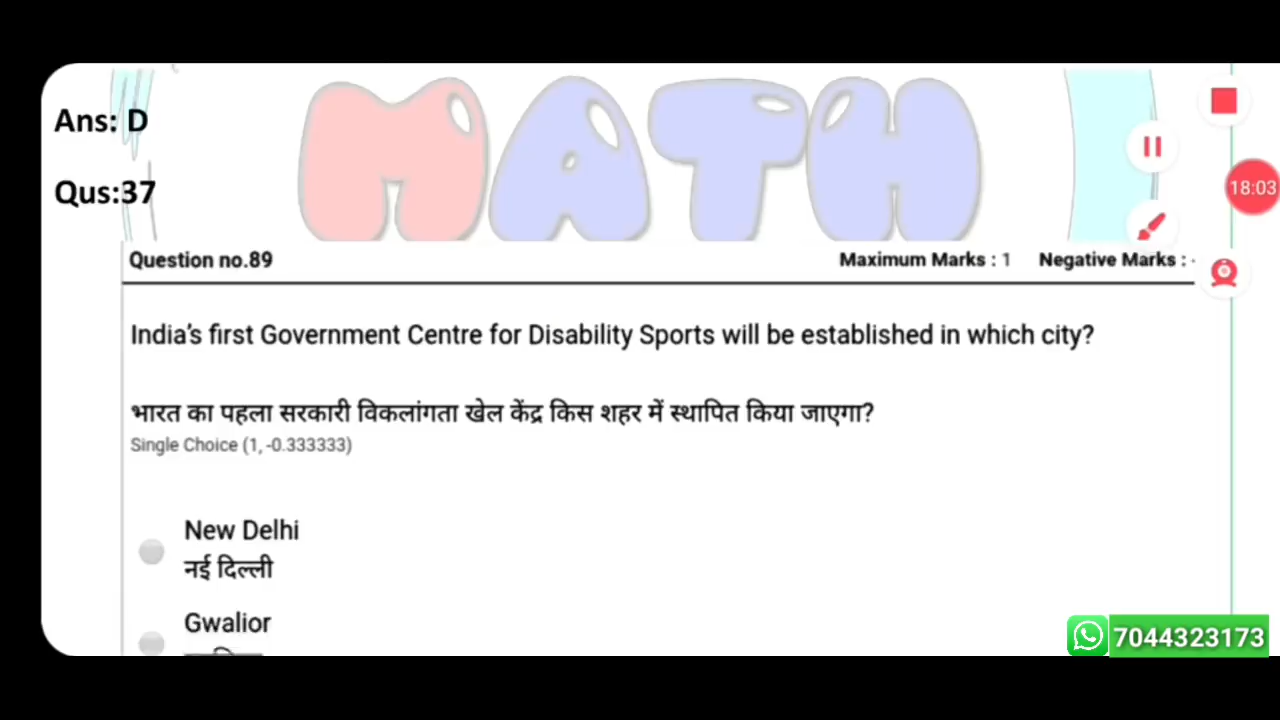 MATH
Ans: D
Qus:37
18:03
Question no.89 Maximum Marks : 1 Negative Marks :
India's first Government Centre for Disability Sports will be established in which city?
भारत का पहला सरकारी विकलांगता खेल केंद्र किस शहर में स्थापित किया जाएगा?
Single Choice (1, -0.333333)
New Delhi
नई दिल्ली
Gwalior
7044323173